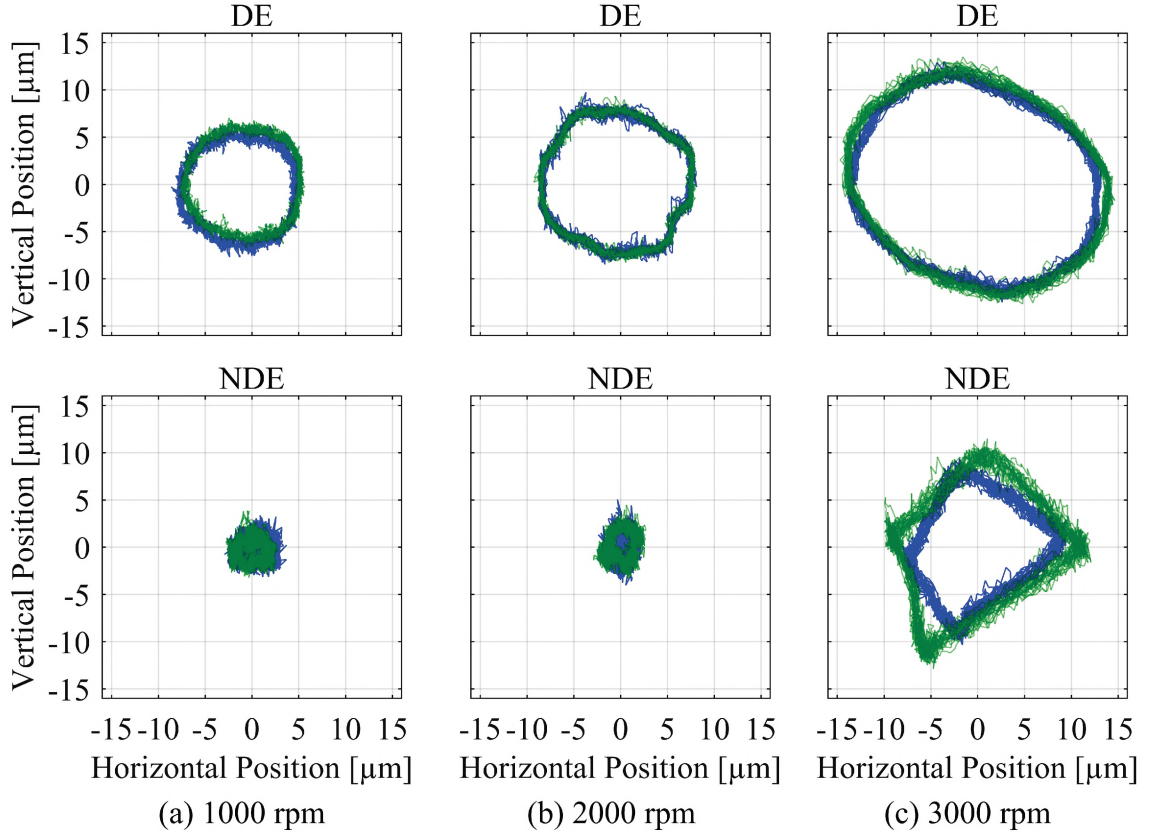 DE DE DE
Vertical Position [µm]
15
10
5
0
-5
-10
-15
NDE NDE NDE
Vertical Position [µm]
15
10
5
0
-5
-10
-15
-15 -10 -5 0 5 10 15 -15 -10 -5 0 5 10 15 -15 -10 -5 0 5 10 15
Horizontal Position [µm] Horizontal Position [µm] Horizontal Position [µm]
(a) 1000 rpm (b) 2000 rpm (c) 3000 rpm